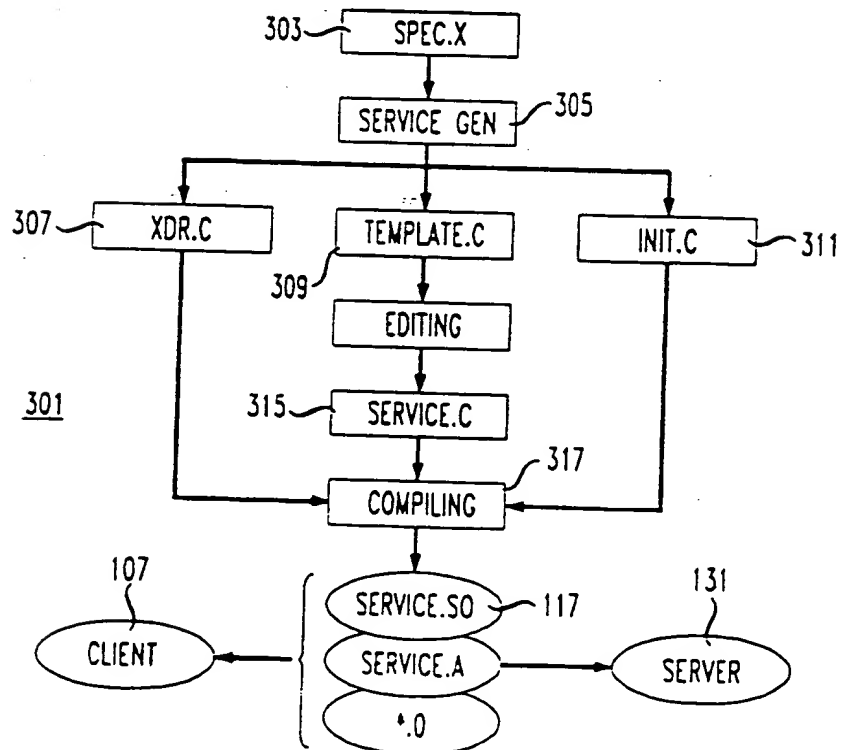 303
SPEC.X
SERVICE GEN
305
307
XDR.C
TEMPLATE.C
309
INIT.C
311
EDITING
301
315
SERVICE.C
317
COMPILING
107
CLIENT
SERVICE.SO
117
SERVICE.A
*.O
131
SERVER